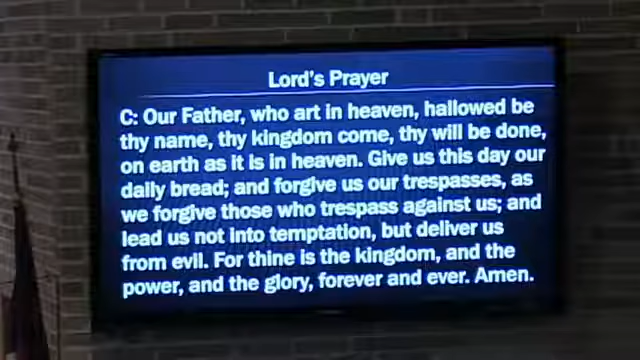 Lord's Prayer
C: Our Father, who art in heaven, hallowed be
thy name, thy kingdom come, thy will be done,
on earth as it is in heaven. Give us this day our
daily bread; and forgive us our trespasses, as
we forgive those who trespass against us; and
lead us not into temptation, but deliver us
from evil. For thine is the kingdom, and the
power, and the glory, forever and ever. Amen.